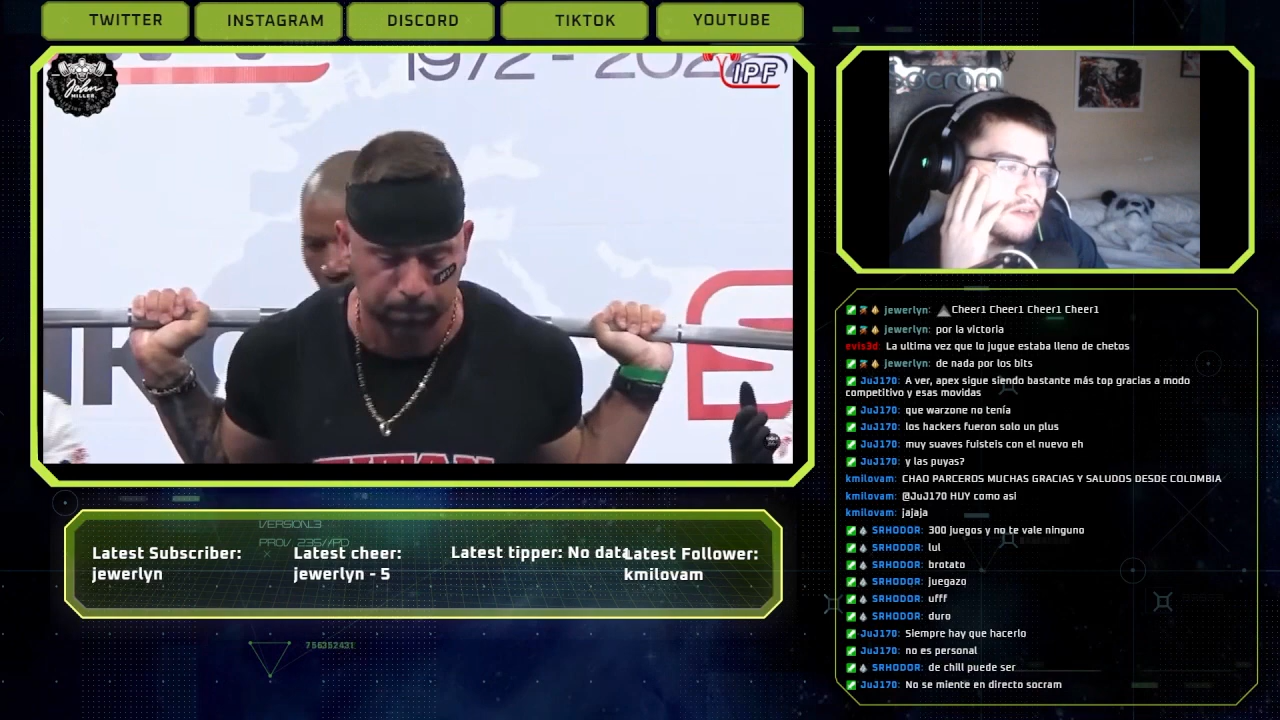 TWITTER
INSTAGRAM
DISCORD
TIKTOK
YOUTUBE
1972 - 2022
IPF
John
MILLER
socram
jewerlyn: Cheer1 Cheer1 Cheer1 Cheer1
jewerlyn: por la victoria
evis3d: La ultima vez que lo jugue estaba lleno de chetos
jewerlyn: de nada por los bits
JuJ170: A ver, apex sigue siendo bastante más top gracias a modo
competitivo y esas movidas
JuJ170: que warzone no tenía
JuJ170: los hackers fueron solo un plus
JuJ170: muy suaves fuisteis con el nuevo eh
JuJ170: y las puyas?
kmilovam: CHAO PARCEROS MUCHAS GRACIAS Y SALUDOS DESDE COLOMBIA
kmilovam: @JuJ170 HUY como asi
kmilovam: jajaja
SRHODOR: 300 juegos y no te vale ninguno
SRHODOR: lul
SRHODOR: brotato
SRHODOR: juegazo
SRHODOR: ufff
SRHODOR: duro
JuJ170: Siempre hay que hacerlo
JuJ170: no es personal
SRHODOR: de chill puede ser
JuJ170: No se miente en directo socram
VERSION1.3
Latest Subscriber:
jewerlyn
Latest cheer:
jewerlyn - 5
Latest tipper: No data
Latest Follower:
kmilovam
756352431